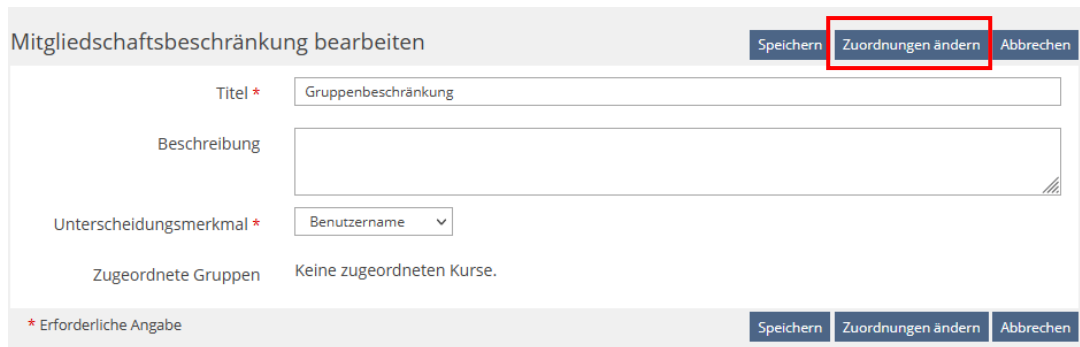 Mitgliedschaftsbeschränkung bearbeiten Speichern Zuordnungen ändern Abbrechen
Titel * Gruppenbeschränkung
Beschreibung
Unterscheidungsmerkmal * Benutzername
Zugeordnete Gruppen Keine zugeordneten Kurse.
* Erforderliche Angabe Speichern Zuordnungen ändern Abbrechen